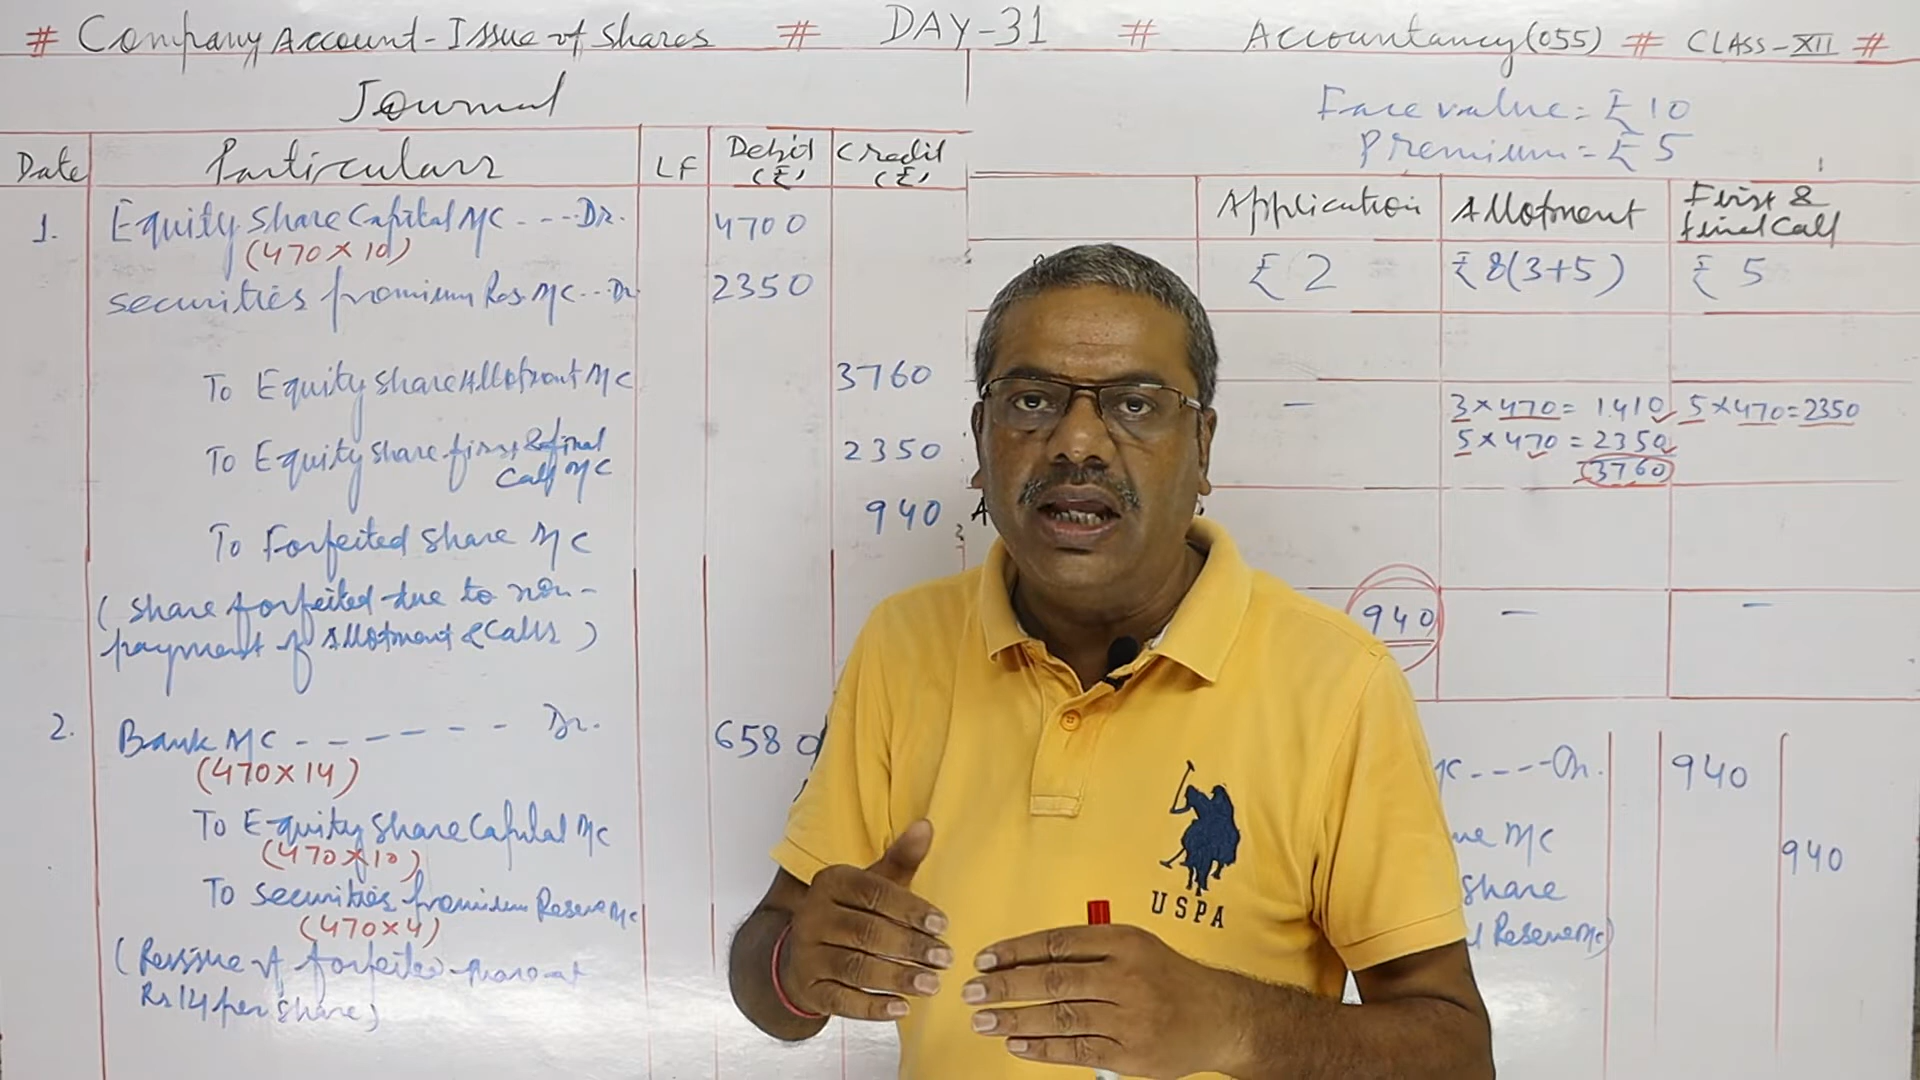 # Company Account - Issue of Shares # DAY-31 # Accountancy(055) # CLASS-XII #
Journal
Date Particulars LF Debit (₹) Credit (₹)
1. Equity Share Capital A/C - - - Dr. 4700
(470×10)
Securities Premium Res. A/C - - Dr 2350
To Equity Share Allotment A/C 3760
To Equity Share first & final Call A/C 2350
To Forfeited Share A/C 940
(Share forfeited due to non-
payment of Allotment & Calls)
2. Bank A/C - - - - - - - Dr. 6580
(470×14)
To Equity Share Capital A/C
(470×10)
To Securities Premium Reserve A/C
(470×4)
(Reissue of forfeited share at
Rs 14 per share)
Face value = ₹ 10
Premium = ₹ 5
Application Allotment First &
final Call
₹ 2 ₹ 8(3+5) ₹ 5
- 3×470= 1410 5×470=2350
5×470=2350
3760
940 - -
A/C - - - - Dr. 940
A/C 940
Share
Reserve A/C)
USPA